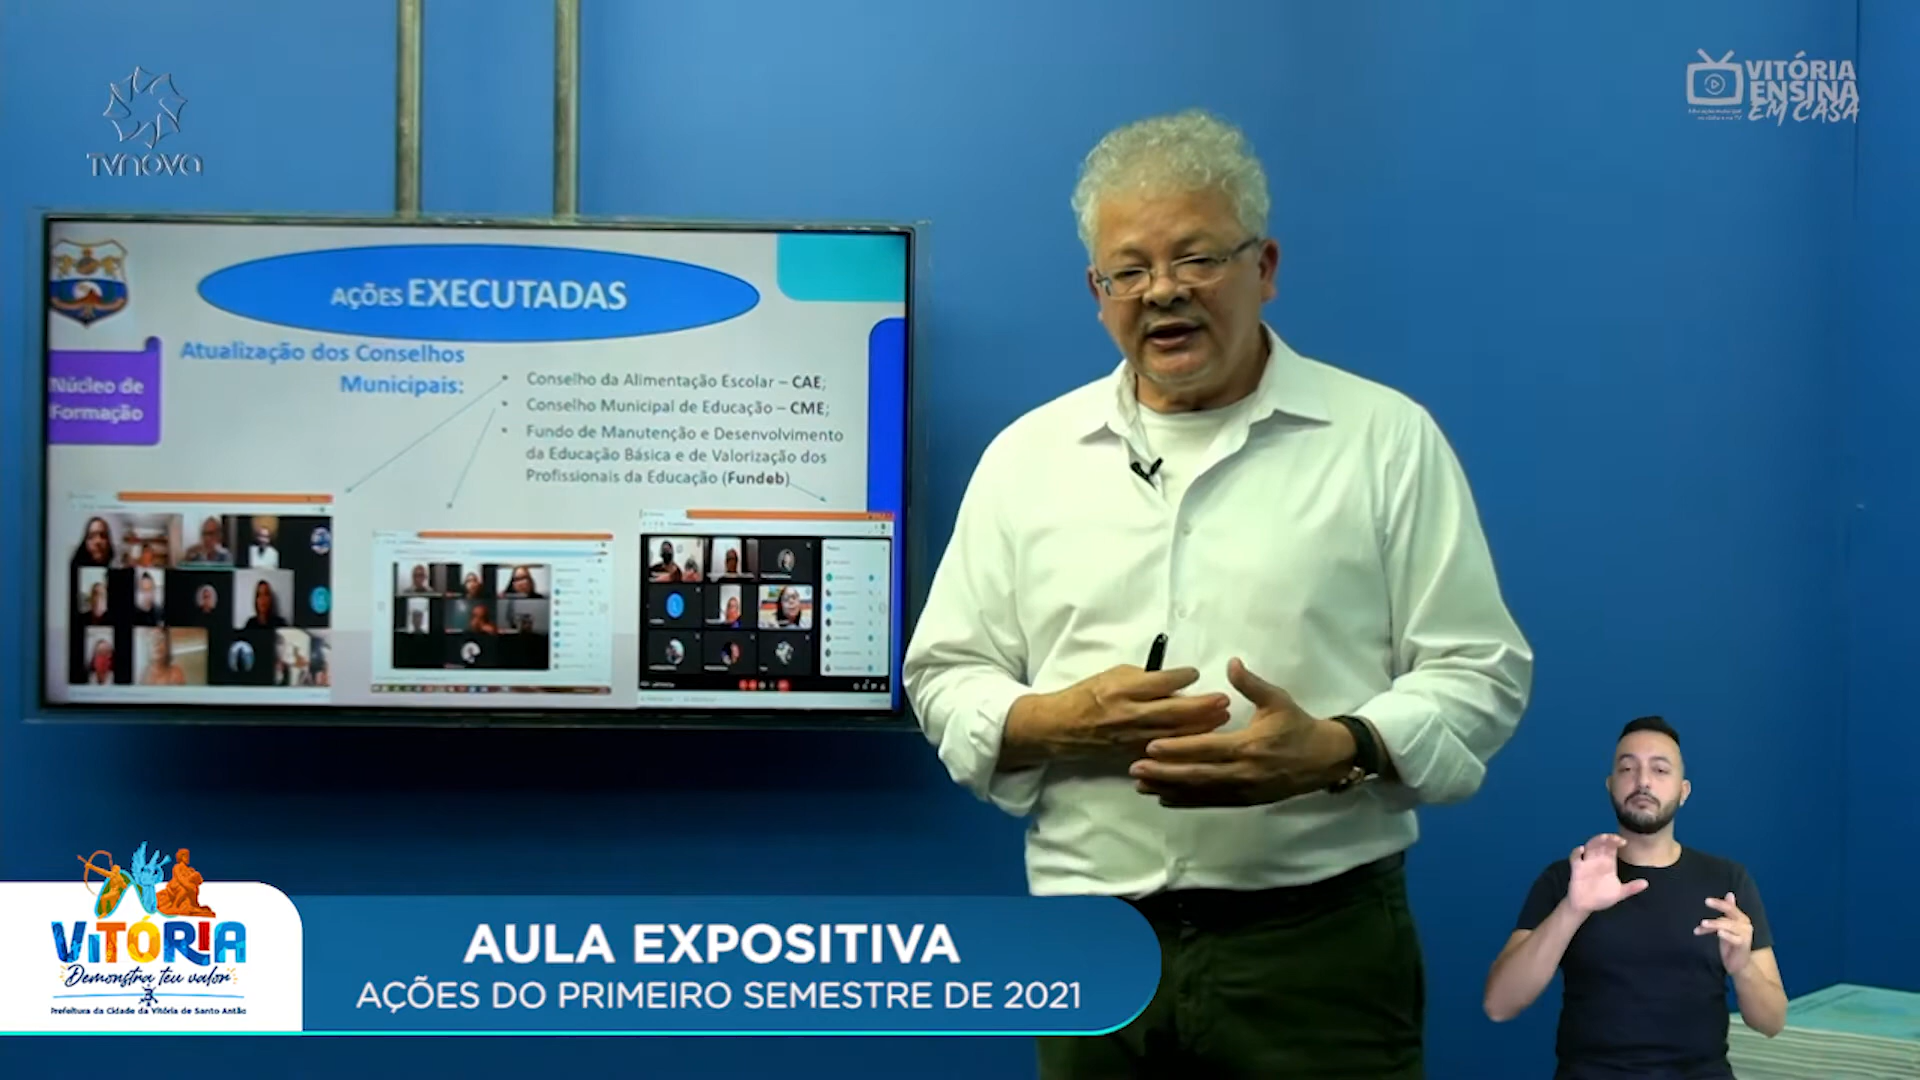 TVNOVA
VITÓRIA
ENSINA
EM CASA
AÇÕES EXECUTADAS
Núcleo de
Formação
Atualização dos Conselhos
Municipais:
• Conselho da Alimentação Escolar – CAE;
• Conselho Municipal de Educação – CME;
• Fundo de Manutenção e Desenvolvimento
da Educação Básica e de Valorização dos
Profissionais da Educação (Fundeb)
VITÓRIA
Demonstra teu valor
Prefeitura da Cidade da Vitória de Santo Antão
AULA EXPOSITIVA
AÇÕES DO PRIMEIRO SEMESTRE DE 2021